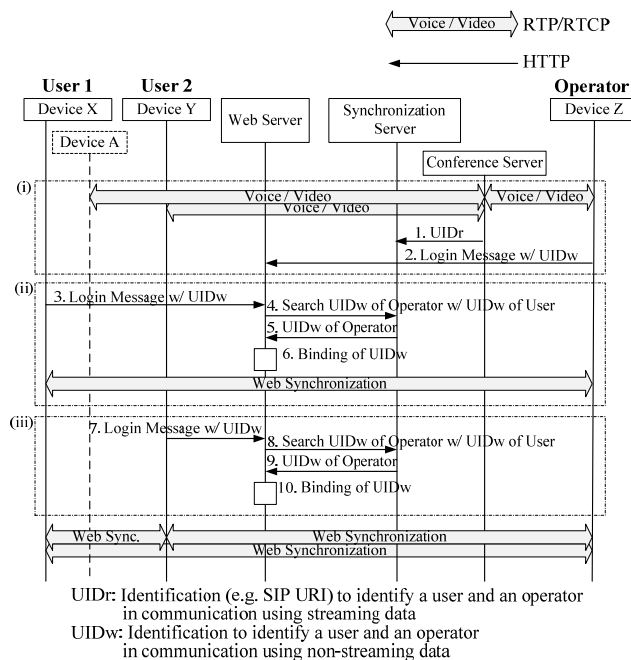 Voice / Video RTP/RTCP
HTTP
User 1 User 2 Operator
Device X Device Y Web Server Synchronization Server Device Z
Device A
Conference Server
(i)
Voice / Video Voice / Video
Voice / Video
1. UIDr
2. Login Message w/ UIDw
(ii)
3. Login Message w/ UIDw
4. Search UIDw of Operator w/ UIDw of User
5. UIDw of Operator
6. Binding of UIDw
Web Synchronization
(iii)
7. Login Message w/ UIDw
8. Search UIDw of Operator w/ UIDw of User
9. UIDw of Operator
10. Binding of UIDw
Web Sync. Web Synchronization
Web Synchronization
UIDr: Identification (e.g. SIP URI) to identify a user and an operator
in communication using streaming data
UIDw: Identification to identify a user and an operator
in communication using non-streaming data